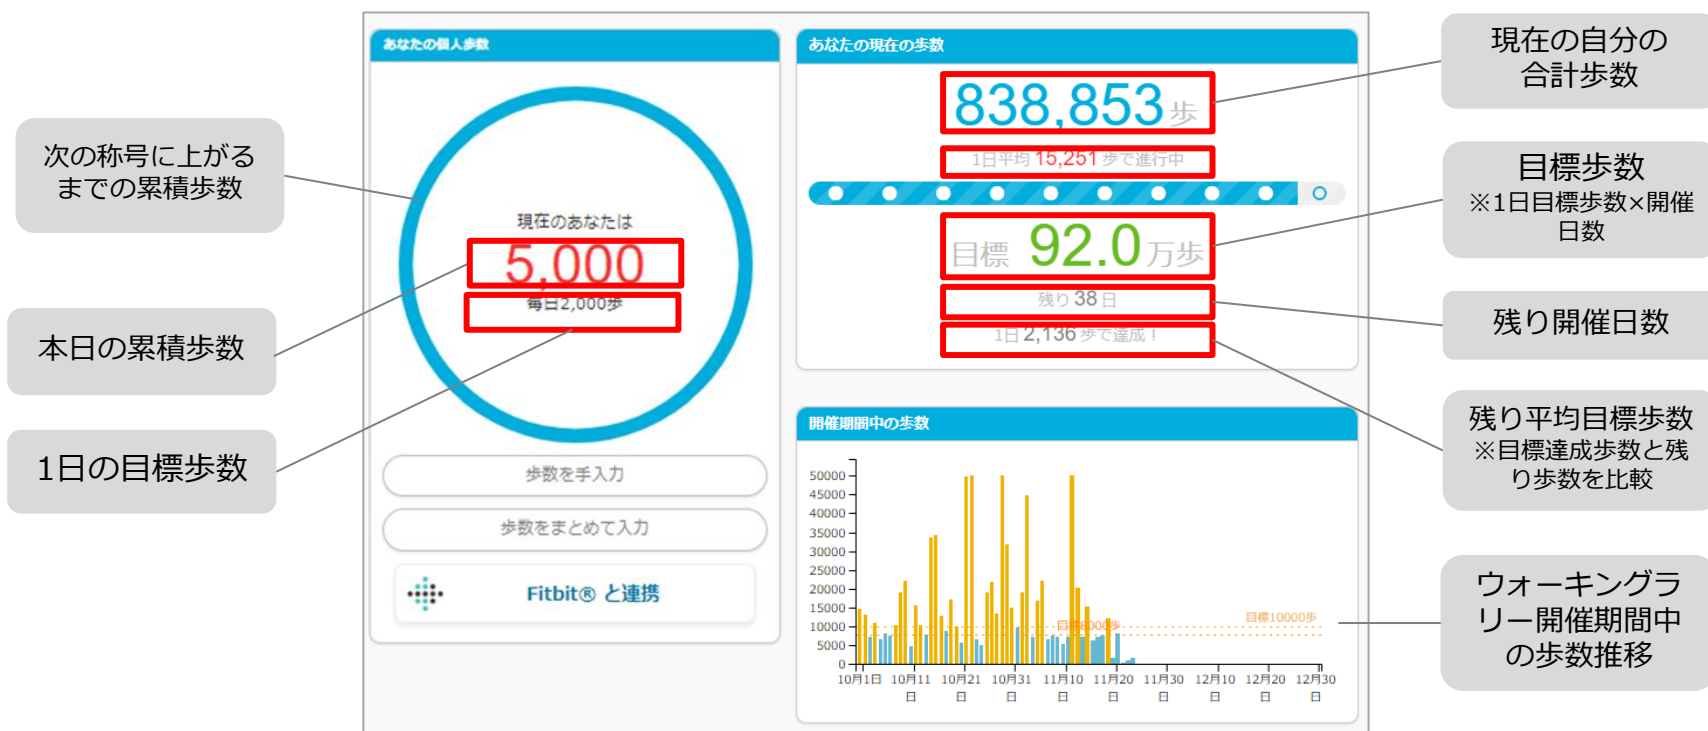 次の称号に上がる
までの累積歩数
本日の累積歩数
1日の目標歩数
あなたの個人歩数
現在のあなたは
5,000
毎日2,000歩
歩数を手入力
歩数をまとめて入力
Fitbit® と連携
あなたの現在の歩数
838,853 歩
1日平均 15,251 歩で進行中
目標 92.0 万歩
残り 38 日
1日 2,136 歩で達成！
開催期間中の歩数
50000
45000
40000
35000
30000
25000
20000
15000
10000
5000
0
目標10000歩
目標8000歩
10月1日 10月11日 10月21日 10月31日 11月10日 11月20日 11月30日 12月10日 12月20日 12月30日
現在の自分の
合計歩数
目標歩数
※1日目標歩数×開催
日数
残り開催日数
残り平均目標歩数
※目標達成歩数と残
り歩数を比較
ウォーキングラ
リー開催期間中
の歩数推移